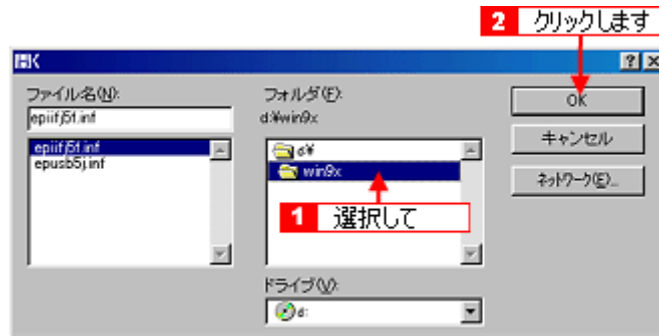 2 クリックします
開く
ファイル名(N):
epiifj5f.inf
epiifj5f.inf
epusb5j.inf
フォルダ(F):
d:¥win9x
d:¥
win9x
1 選択して
ドライブ(V):
d:
OK
キャンセル
ネットワーク(E)...